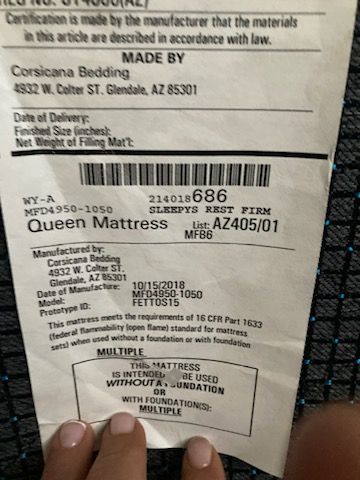 Certification is made by the manufacturer that the materials
in this article are described in accordance with law.
MADE BY
Corsicana Bedding
4932 W. Colter ST. Glendale, AZ 85301
Date of Delivery:
Finished Size (inches):
Net Weight of Filling Mat'l:
WY-A 214018686
MFD4950-1050 SLEEPYS REST FIRM
Queen Mattress List: AZ405/01
MF86
Manufactured by:
Corsicana Bedding
4932 W. Colter ST.
Glendale, AZ 85301
Date of Manufacture: 10/15/2018
Model: MFD4950-1050
Prototype ID: FETTOS15
This mattress meets the requirements of 16 CFR Part 1633
(federal flammability (open flame) standard for mattress
sets) when used without a foundation or with foundation
MULTIPLE
THIS MATTRESS
IS INTENDED BE USED
WITHOUT A
OR
WITH FOUNDATION(S):
MULTIPLE